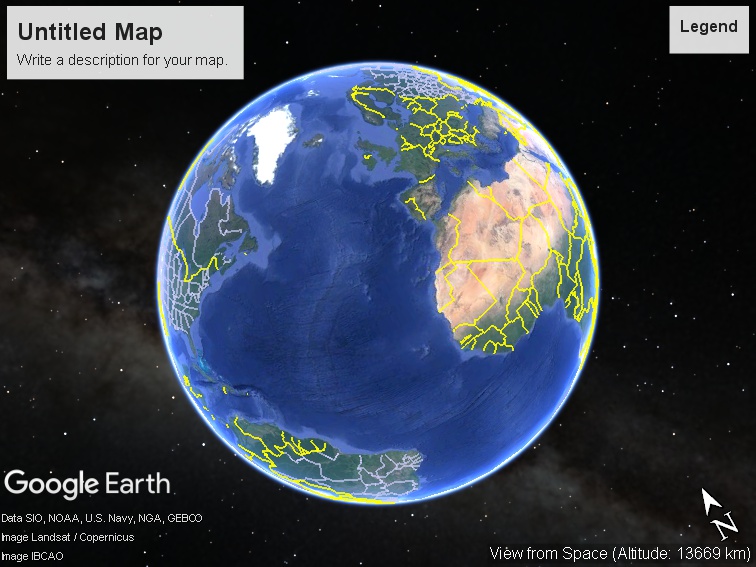 Untitled Map
Write a description for your map.
Legend
Google Earth
Data SIO, NOAA, U.S. Navy, NGA, GEBCO
Image Landsat / Copernicus
Image IBCAO
N
View from Space (Altitude: 13669 km)